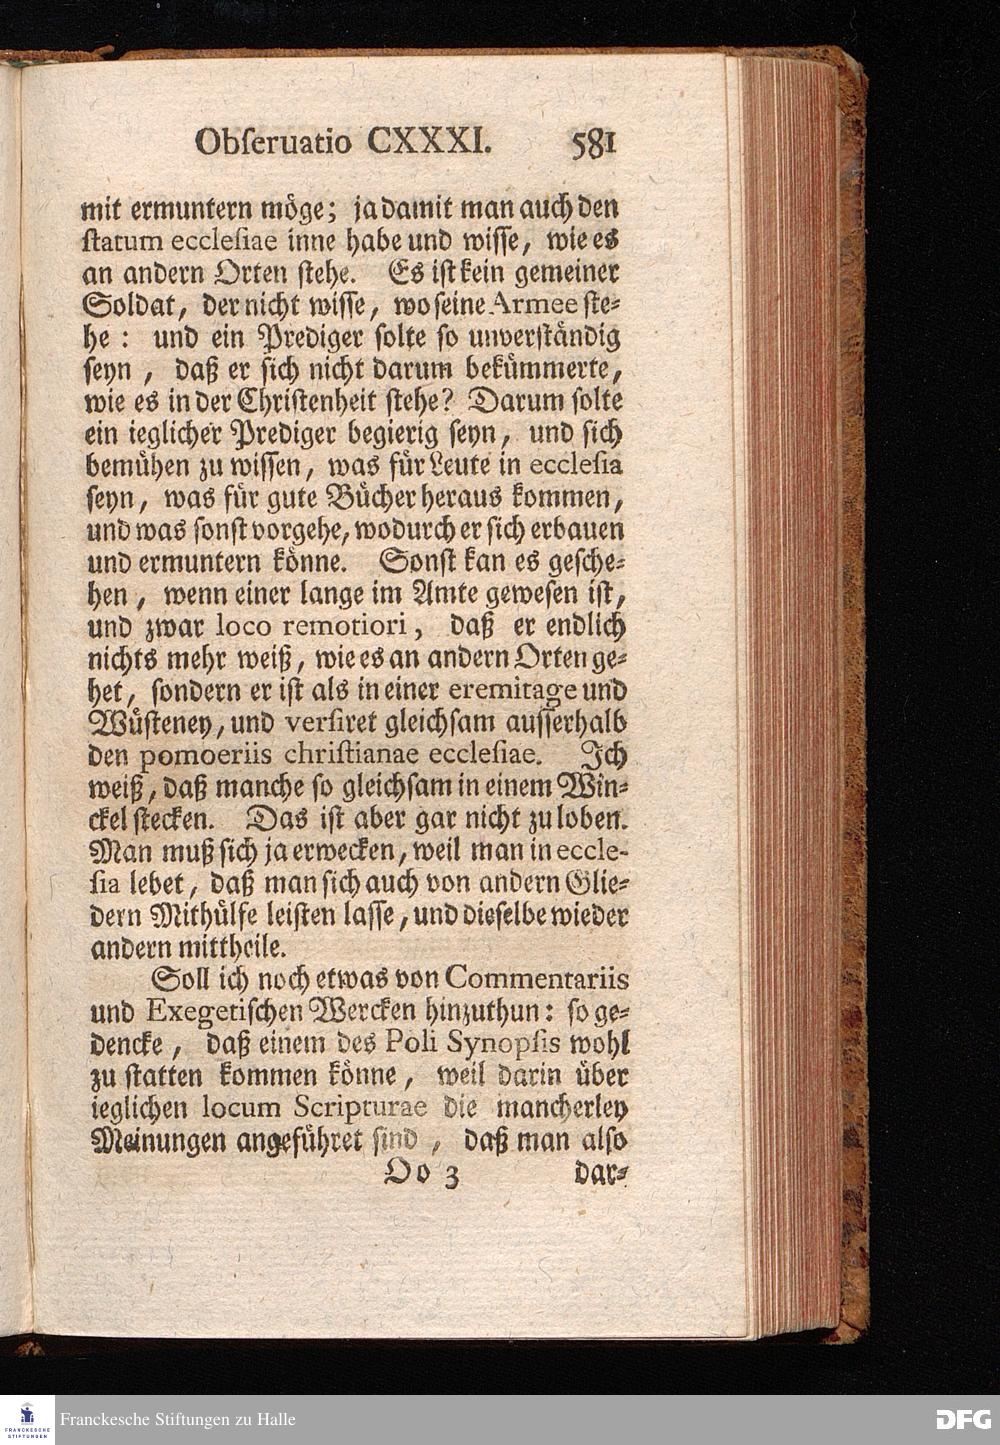 Obſeruatio CXXXI. 581
mit ermuntern möge; ja damit man auch den
ſtatum eccleſiae inne habe und wiſſe, wie es
an andern Orten ſtehe. Es iſt kein gemeiner
Soldat, der nicht wiſſe, wo ſeine Armee ſte⸗
he: und ein Prediger ſolte ſo unverſtändig
ſeyn, daß er ſich nicht darum bekümmerte,
wie es in der Chriſtenheit ſtehe? Darum ſolte
ein ieglicher Prediger begierig ſeyn, und ſich
bemühen zu wiſſen, was für Leute in eccleſia
ſeyn, was für gute Bücher heraus kommen,
und was ſonſt vorgehe, wodurch er ſich erbauen
und ermuntern könne. Sonſt kan es geſche⸗
hen, wenn einer lange im Amte geweſen iſt,
und zwar loco remotiori, daß er endlich
nichts mehr weiß, wie es an andern Orten ge⸗
het, ſondern er iſt als in einer eremitage und
Wüſteney, und verſiret gleichſam auſſerhalb
den pomoeriis chriſtianae eccleſiae. Ich
weiß, daß manche ſo gleichſam in einem Win⸗
ckel ſtecken. Das iſt aber gar nicht zu loben.
Man muß ſich ja erwecken, weil man in eccle-
ſia lebet, daß man ſich auch von andern Glie⸗
dern Mithülfe leiſten laſſe, und dieſelbe wieder
andern mittheile.
Soll ich noch etwas von Commentariis
und Exegetiſchen Wercken hinzuthun: ſo ge⸗
dencke, daß einem des Poli Synopſis wohl
zu ſtatten kommen könne, weil darin über
ieglichen locum Scripturae die mancherley
Meinungen angeführet ſind, daß man alſo
Oo 3 dar⸗
FRANCKESCHE
STIFTUNGEN
Franckesche Stiftungen zu Halle
DFG